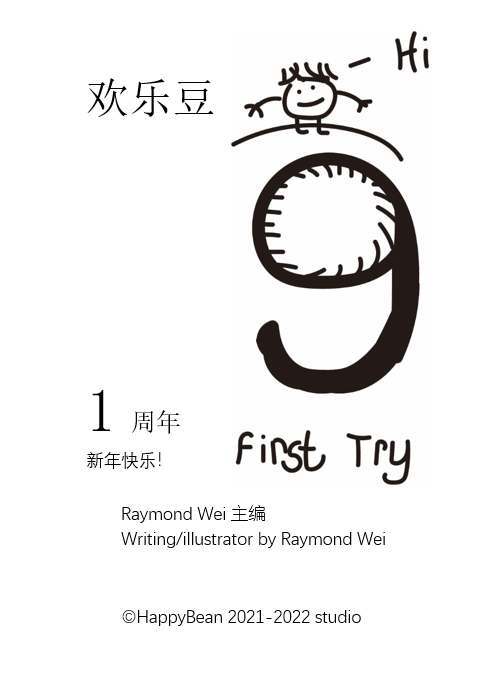 Hi
欢乐豆
9
1 周年
新年快乐！
First Try
Raymond Wei 主编
Writing/illustrator by Raymond Wei
©HappyBean 2021-2022 studio